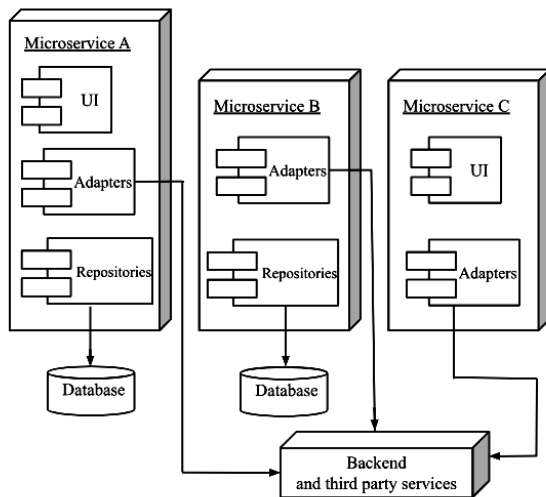 Microservice A
UI
Adapters
Repositories
Database
Microservice B
Adapters
Repositories
Database
Microservice C
UI
Adapters
Backend
and third party services